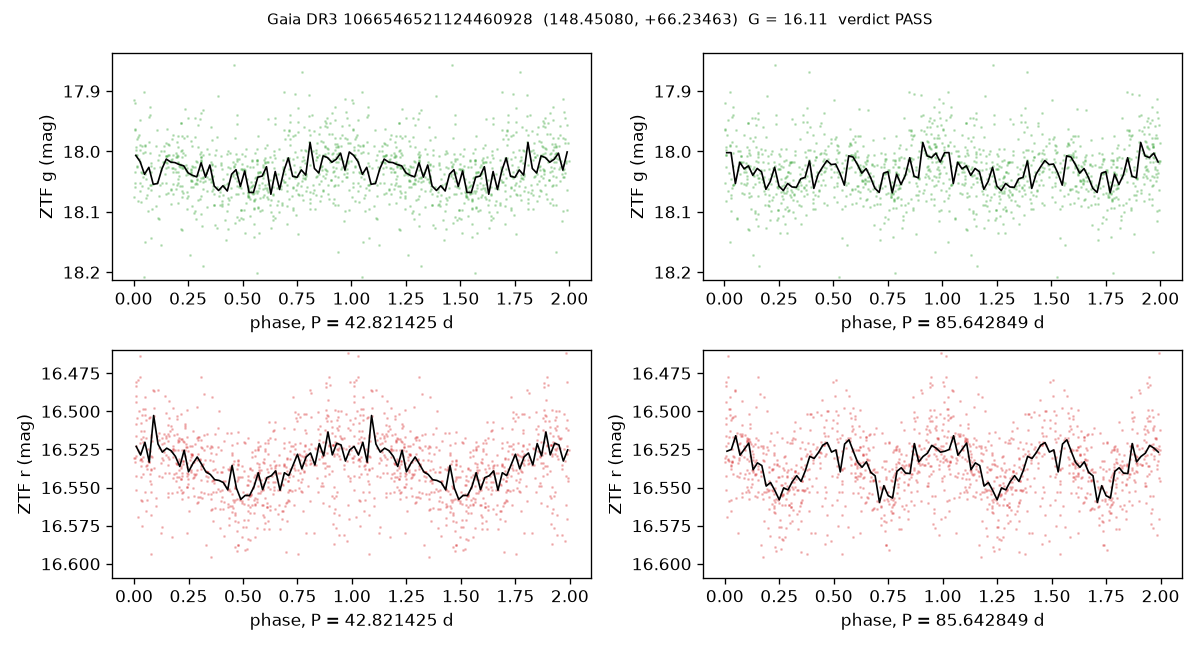 Gaia DR3 1066546521124460928 (148.45080, +66.23463) G = 16.11 verdict PASS
ZTF g (mag)
17.9
18.0
18.1
18.2
0.00 0.25 0.50 0.75 1.00 1.25 1.50 1.75 2.00
phase, P = 42.821425 d
ZTF g (mag)
17.9
18.0
18.1
18.2
0.00 0.25 0.50 0.75 1.00 1.25 1.50 1.75 2.00
phase, P = 85.642849 d
ZTF r (mag)
16.475
16.500
16.525
16.550
16.575
16.600
0.00 0.25 0.50 0.75 1.00 1.25 1.50 1.75 2.00
phase, P = 42.821425 d
ZTF r (mag)
16.475
16.500
16.525
16.550
16.575
16.600
0.00 0.25 0.50 0.75 1.00 1.25 1.50 1.75 2.00
phase, P = 85.642849 d